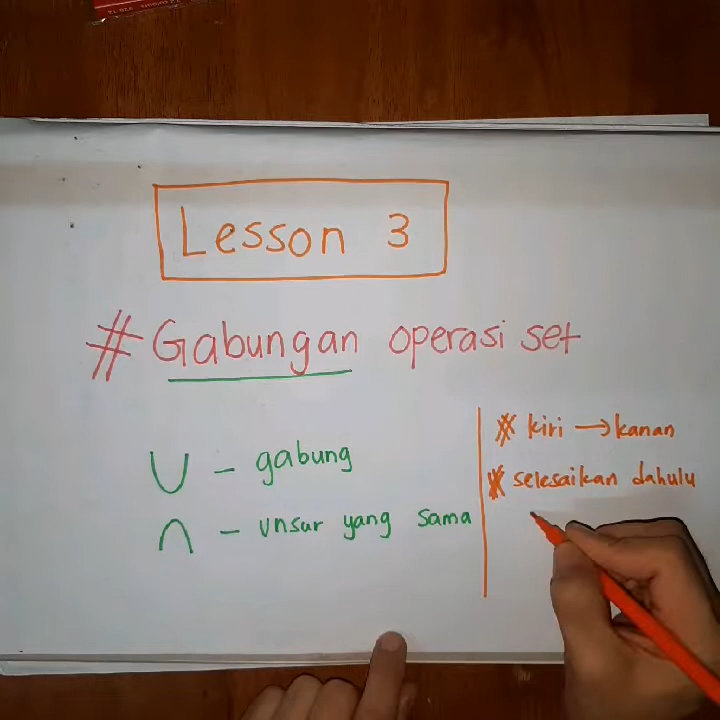 Lesson 3
# Gabungan operasi set
∪ - gabung
∩ - unsur yang sama
* kiri → kanan
* selesaikan dahulu